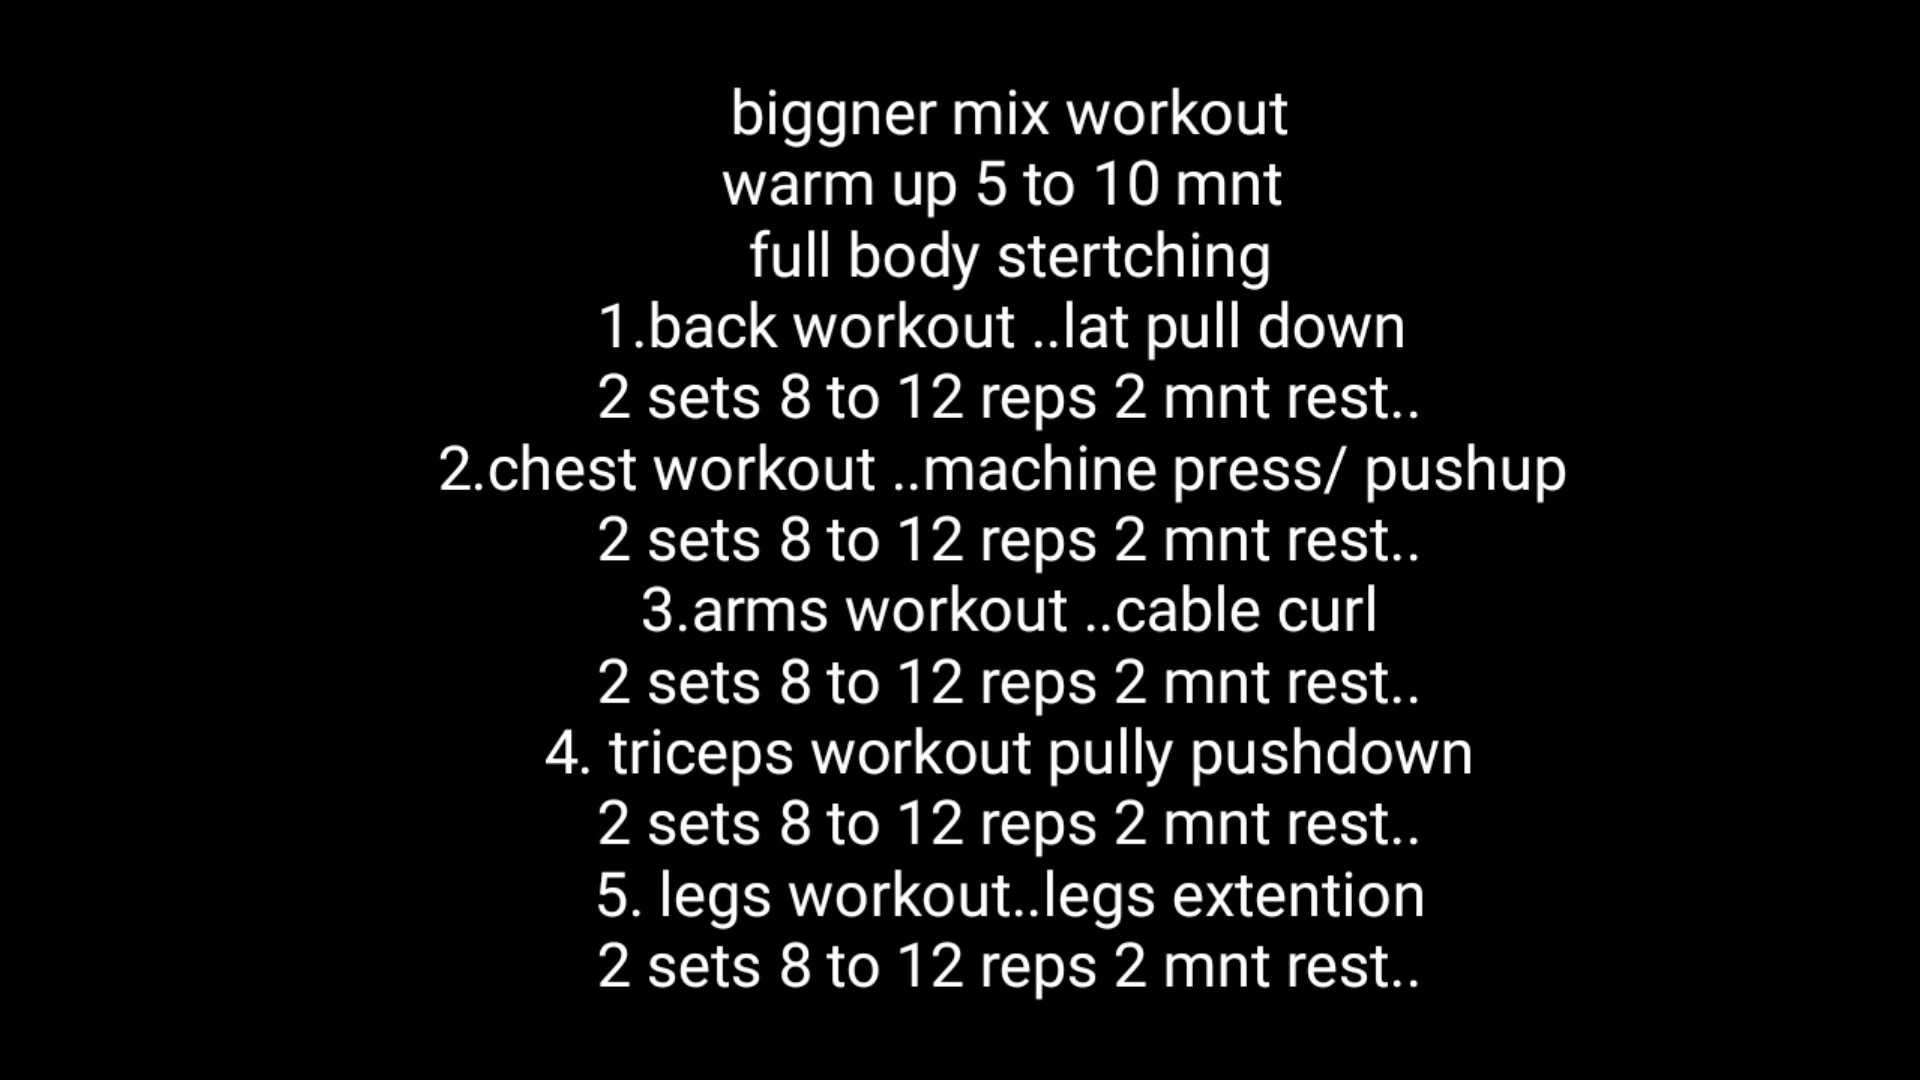 biggner mix workout
warm up 5 to 10 mnt
full body stertching
1.back workout ..lat pull down
2 sets 8 to 12 reps 2 mnt rest..
2.chest workout ..machine press/ pushup
2 sets 8 to 12 reps 2 mnt rest..
3.arms workout ..cable curl
2 sets 8 to 12 reps 2 mnt rest..
4. triceps workout pully pushdown
2 sets 8 to 12 reps 2 mnt rest..
5. legs workout..legs extention
2 sets 8 to 12 reps 2 mnt rest..